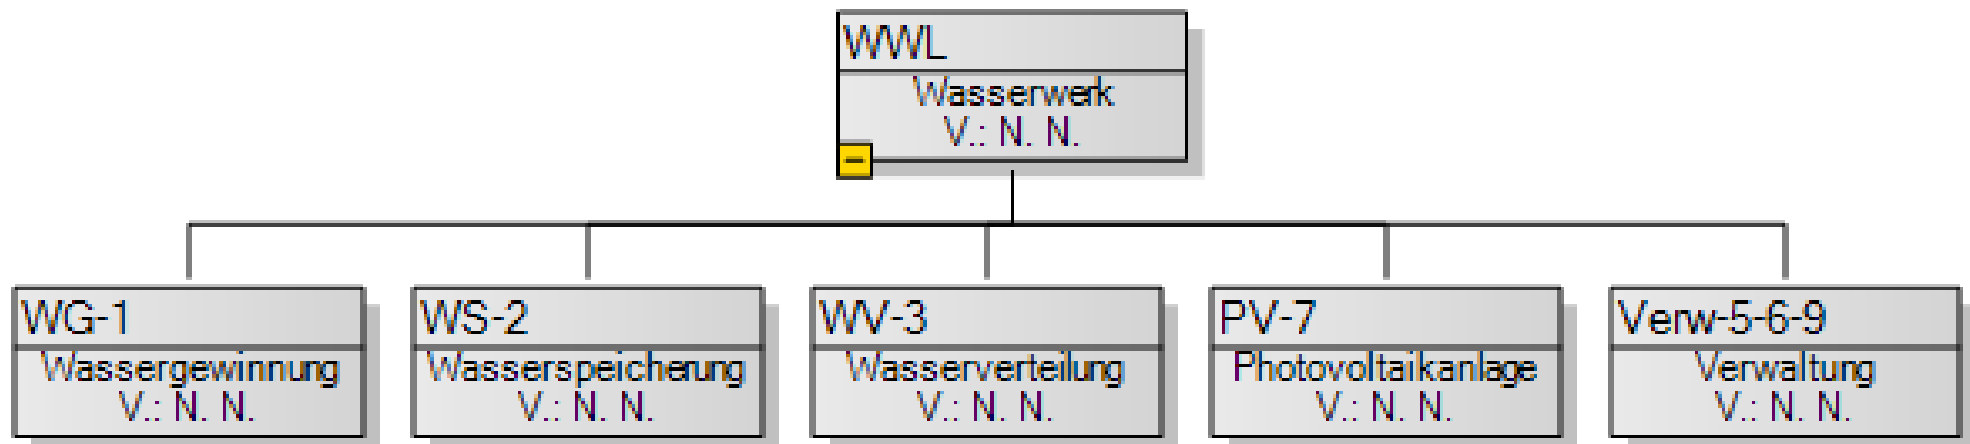 WWL
Wasserwerk
V.: N. N.
WG-1
Wassergewinnung
V.: N. N.
WS-2
Wasserspeicherung
V.: N. N.
WV-3
Wasserverteilung
V.: N. N.
PV-7
Photovoltaikanlage
V.: N. N.
Verw-5-6-9
Verwaltung
V.: N. N.